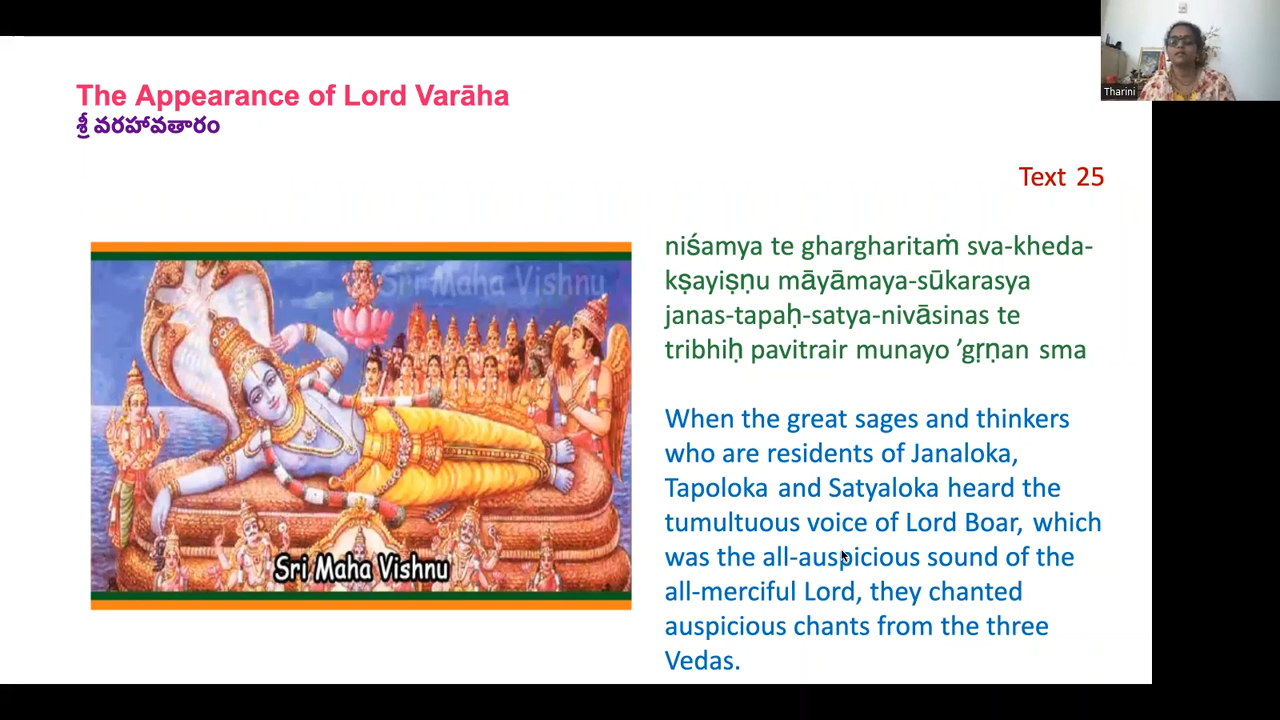 Tharini
The Appearance of Lord Varāha
శ్రీ వరహావతారం
Text 25
niśamya te ghargharitaṁ sva-kheda-
kṣayiṣṇu māyāmaya-sūkarasya
janas-tapaḥ-satya-nivāsinas te
tribhiḥ pavitrair munayo ’gṛṇan sma
Sri Maha Vishnu
Sri Maha Vishnu
When the great sages and thinkers
who are residents of Janaloka,
Tapoloka and Satyaloka heard the
tumultuous voice of Lord Boar, which
was the all-auspicious sound of the
all-merciful Lord, they chanted
auspicious chants from the three
Vedas.